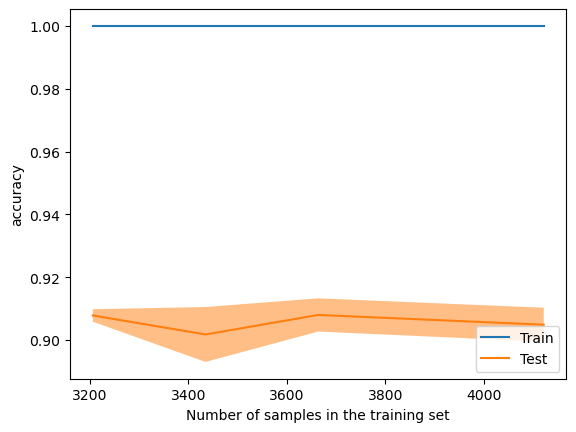 1.00
0.98
0.96
0.94
0.92
0.90
accuracy
3200
3400
3600
3800
4000
Number of samples in the training set
Train
Test